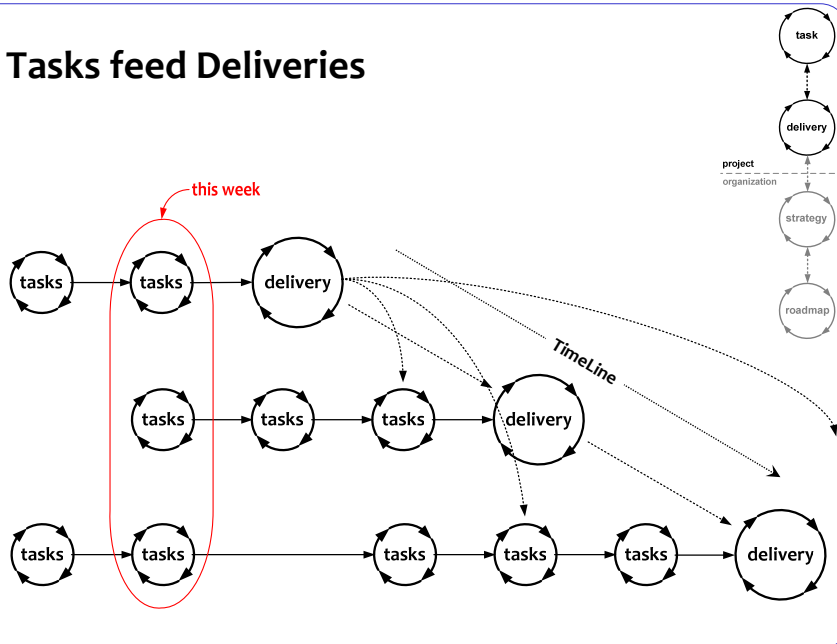 Tasks feed Deliveries
task
delivery
project
organization
strategy
roadmap
this week
tasks
tasks
delivery
TimeLine
tasks
tasks
tasks
delivery
tasks
tasks
tasks
tasks
tasks
delivery